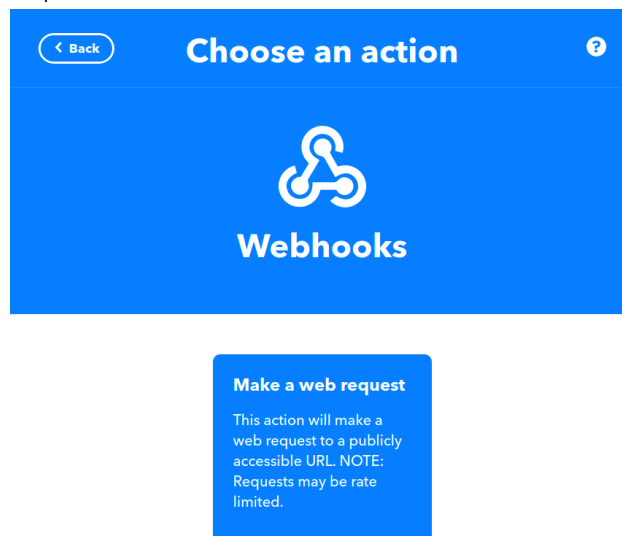 Back
Choose an action
?
Webhooks
Make a web request
This action will make a
web request to a publicly
accessible URL. NOTE:
Requests may be rate
limited.